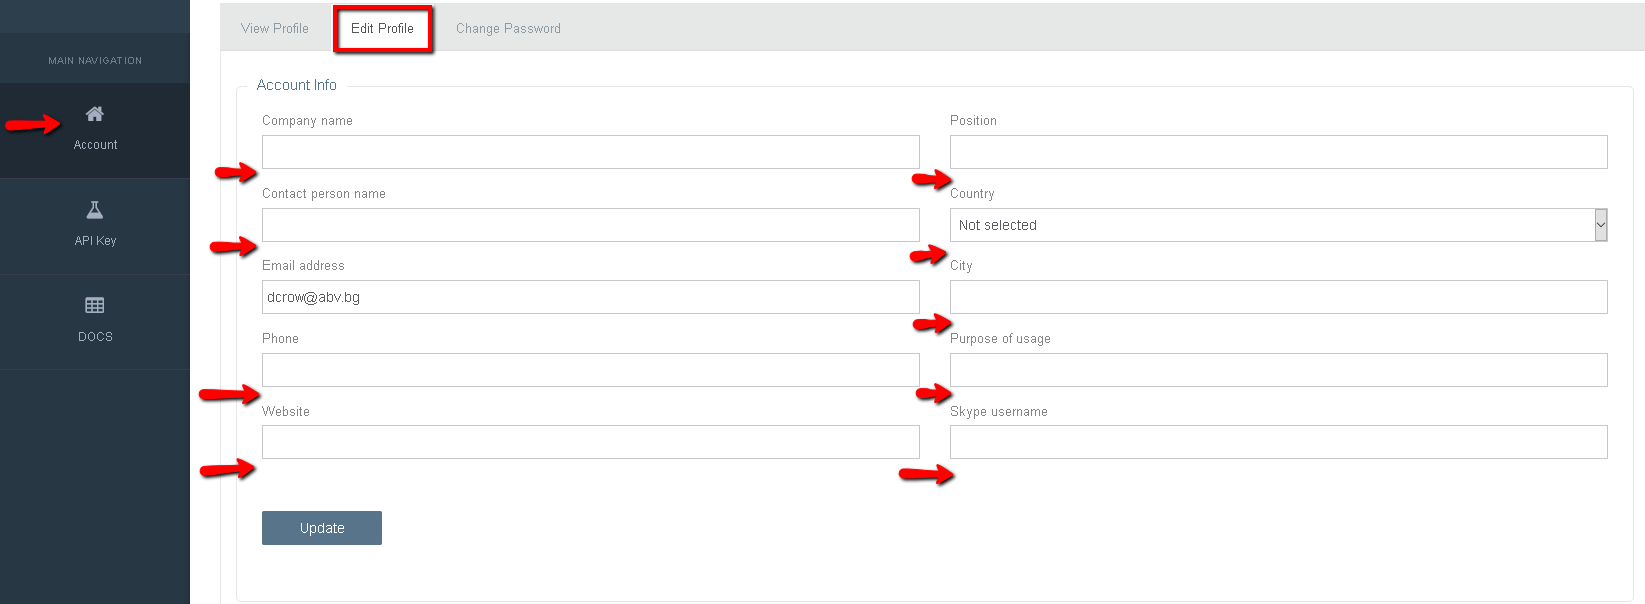 View Profile
Edit Profile
Change Password
MAIN NAVIGATION
Account
API Key
DOCS
Account Info
Company name
Position
Contact person name
Country
Not selected
Email address
dcrow@abv.bg
City
Phone
Purpose of usage
Website
Skype username
Update